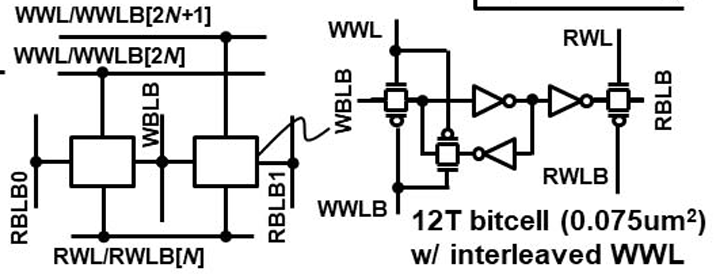 WWL/WWLB[2N+1]
WWL/WWLB[2N]
WBLB
RBLB0
RBLB1
RWL/RWLB[N]
WWL
RWL
WBLB
RBLB
WWLB
RWLB
12T bitcell (0.075um²)
w/ interleaved WWL